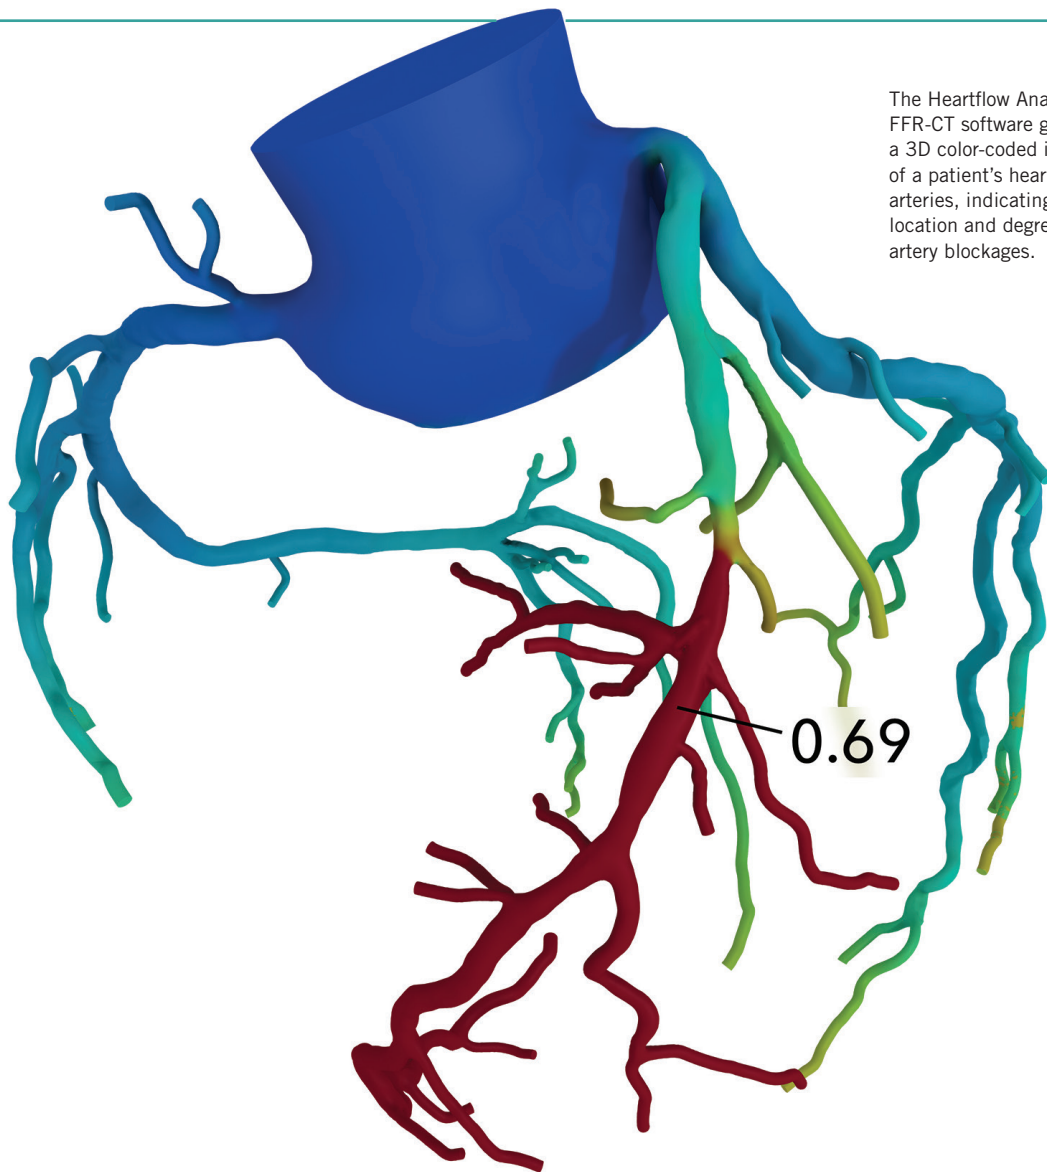 The Heartflow
FFR-CT software
a 3D color-coded
of a patient's
arteries, indicating
location and
artery blockages.
0.69